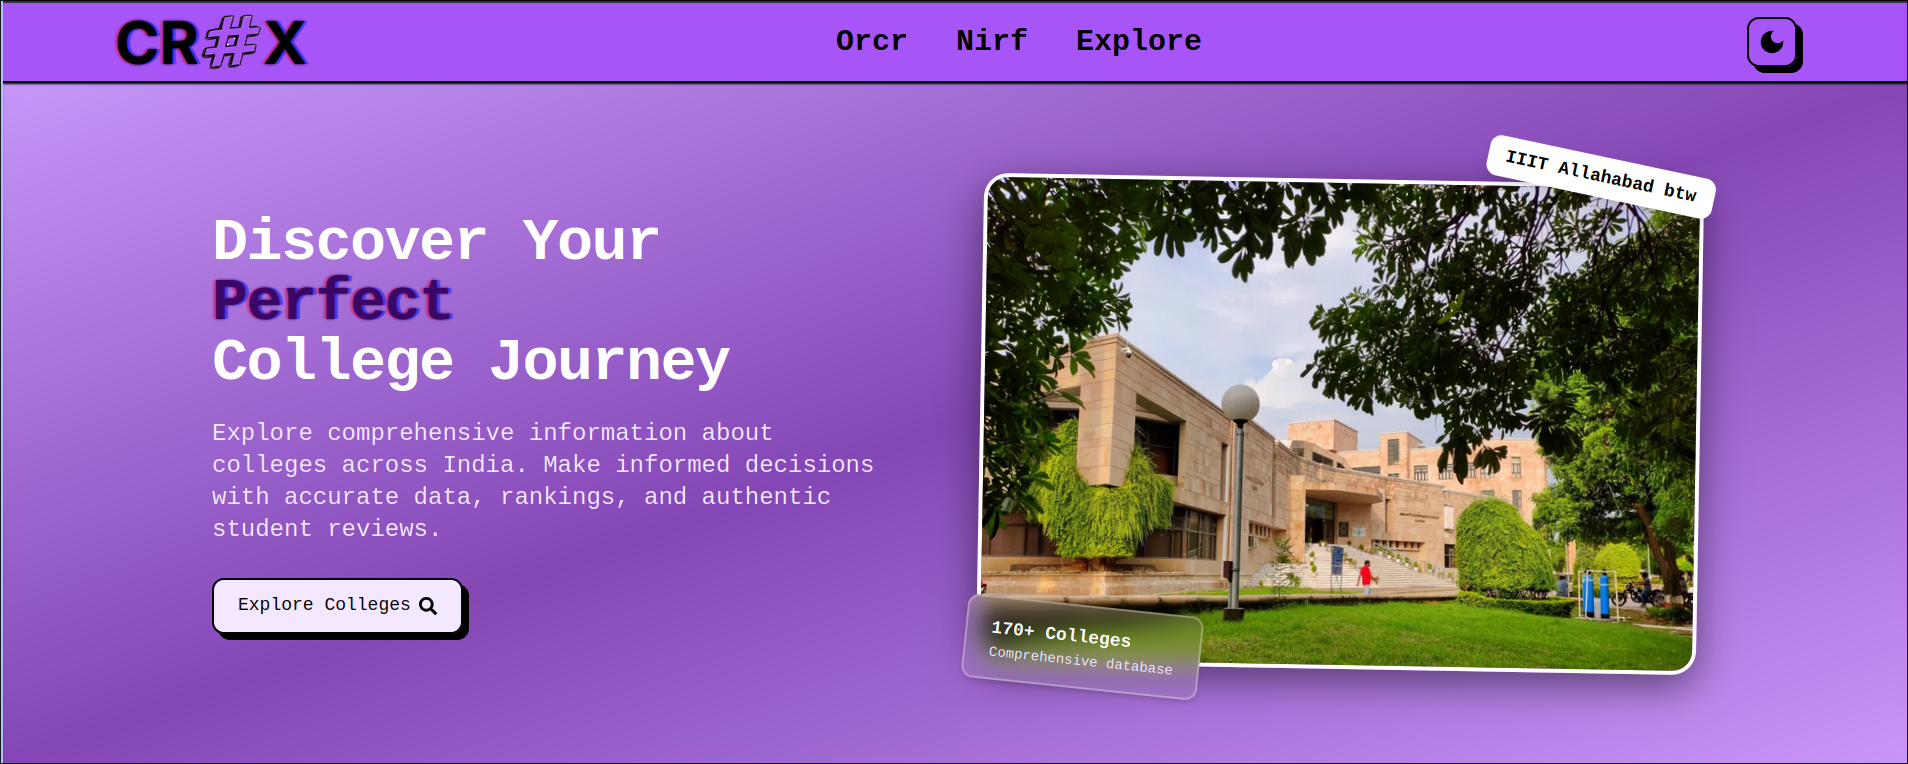 CR#X
Orcr Nirf Explore
IIIT Allahabad btw
Discover Your
Perfect
College Journey
Explore comprehensive information about
colleges across India. Make informed decisions
with accurate data, rankings, and authentic
student reviews.
Explore Colleges
170+ Colleges
Comprehensive database